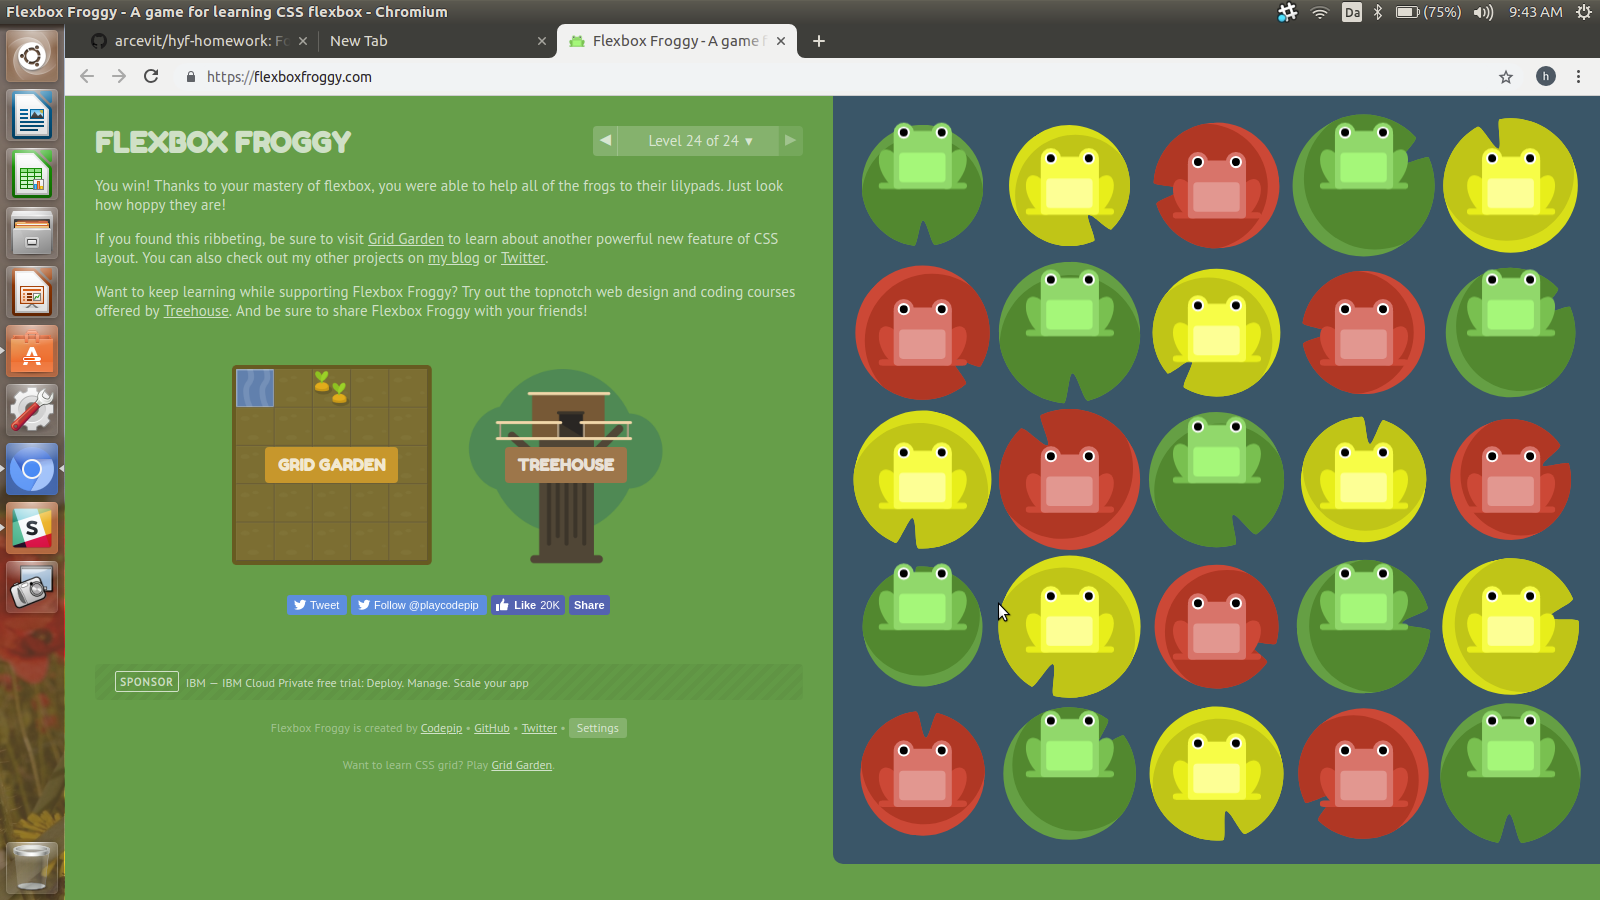 Flexbox Froggy - A game for learning CSS flexbox - Chromium
Da
(75%)
9:43 AM
arcevit/hyf-homework: Fo
New Tab
Flexbox Froggy - A game f
https://flexboxfroggy.com
h
FLEXBOX FROGGY
◀ Level 24 of 24 ▾ ▶
You win! Thanks to your mastery of flexbox, you were able to help all of the frogs to their lilypads. Just look
how hoppy they are!
If you found this ribbeting, be sure to visit Grid Garden to learn about another powerful new feature of CSS
layout. You can also check out my other projects on my blog or Twitter.
Want to keep learning while supporting Flexbox Froggy? Try out the topnotch web design and coding courses
offered by Treehouse. And be sure to share Flexbox Froggy with your friends!
GRID GARDEN
TREEHOUSE
Tweet
Follow @playcodepip
Like 20K
Share
SPONSOR IBM — IBM Cloud Private free trial: Deploy. Manage. Scale your app
Flexbox Froggy is created by Codepip • GitHub • Twitter • Settings
Want to learn CSS grid? Play Grid Garden.
A
S